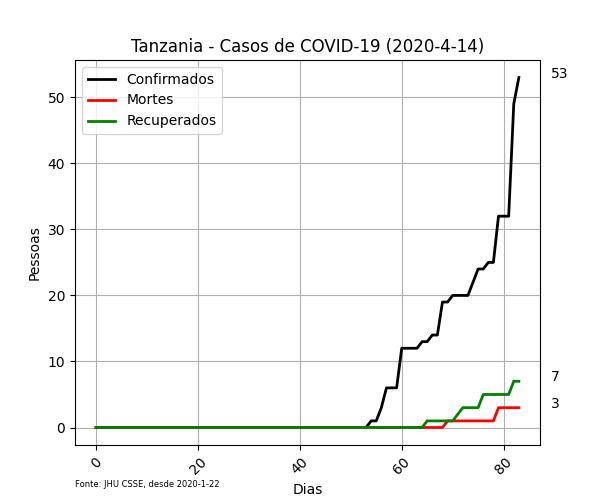 Tanzania - Casos de COVID-19 (2020-4-14)
Confirmados
Mortes
Recuperados
53
7
3
50
40
30
20
10
0
Pessoas
0 20 40 60 80
Dias
Fonte: JHU CSSE, desde 2020-1-22